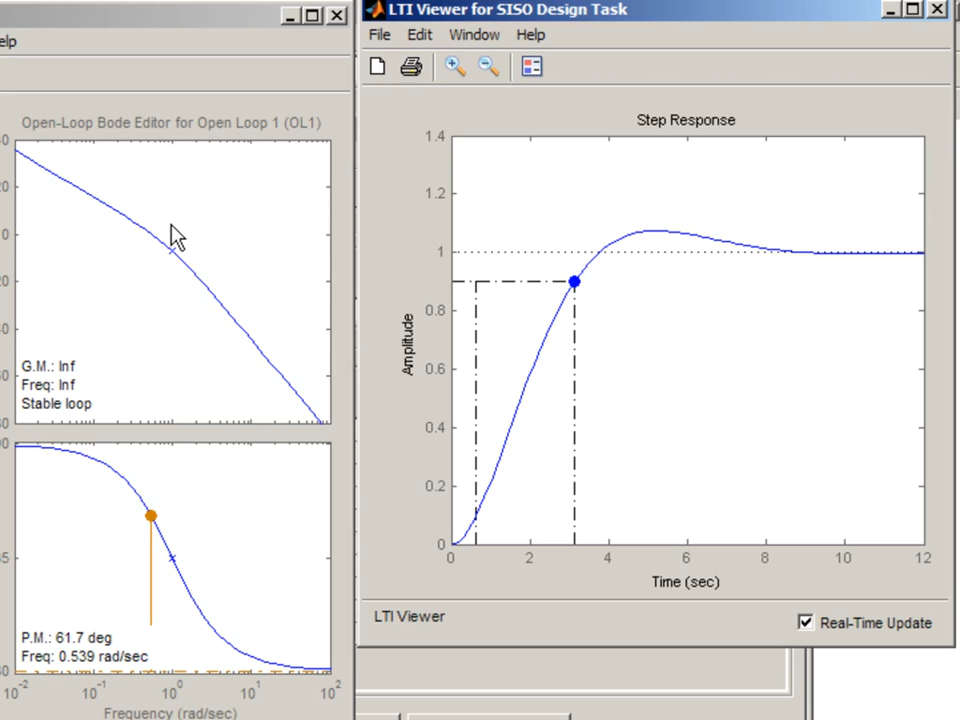 elp
Open-Loop Bode Editor for Open Loop 1 (OL1)
20
0
20
G.M.: Inf
Freq: Inf
Stable loop
P.M.: 61.7 deg
Freq: 0.539 rad/sec
10^-2 10^-1 10^0 10^1 10^2
Frequency (rad/sec)
LTI Viewer for SISO Design Task
File Edit Window Help
Step Response
1.4
1.2
1
0.8
0.6
0.4
0.2
0
Amplitude
0 2 4 6 8 10 12
Time (sec)
LTI Viewer
Real-Time Update